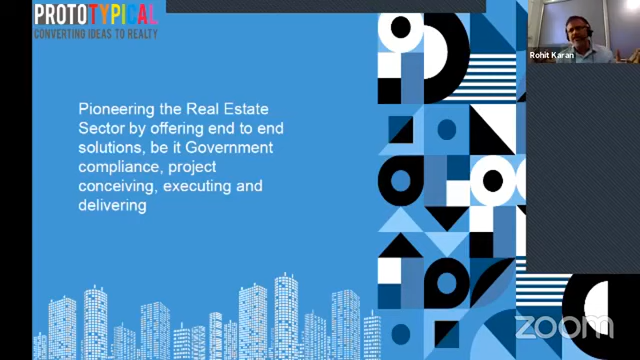 PROTOTYPICAL
CONVERTING IDEAS TO REALTY
Rohit Karan
Pioneering the Real Estate
Sector by offering end to end
solutions, be it Government
compliance, project
conceiving, executing and
delivering
zoom